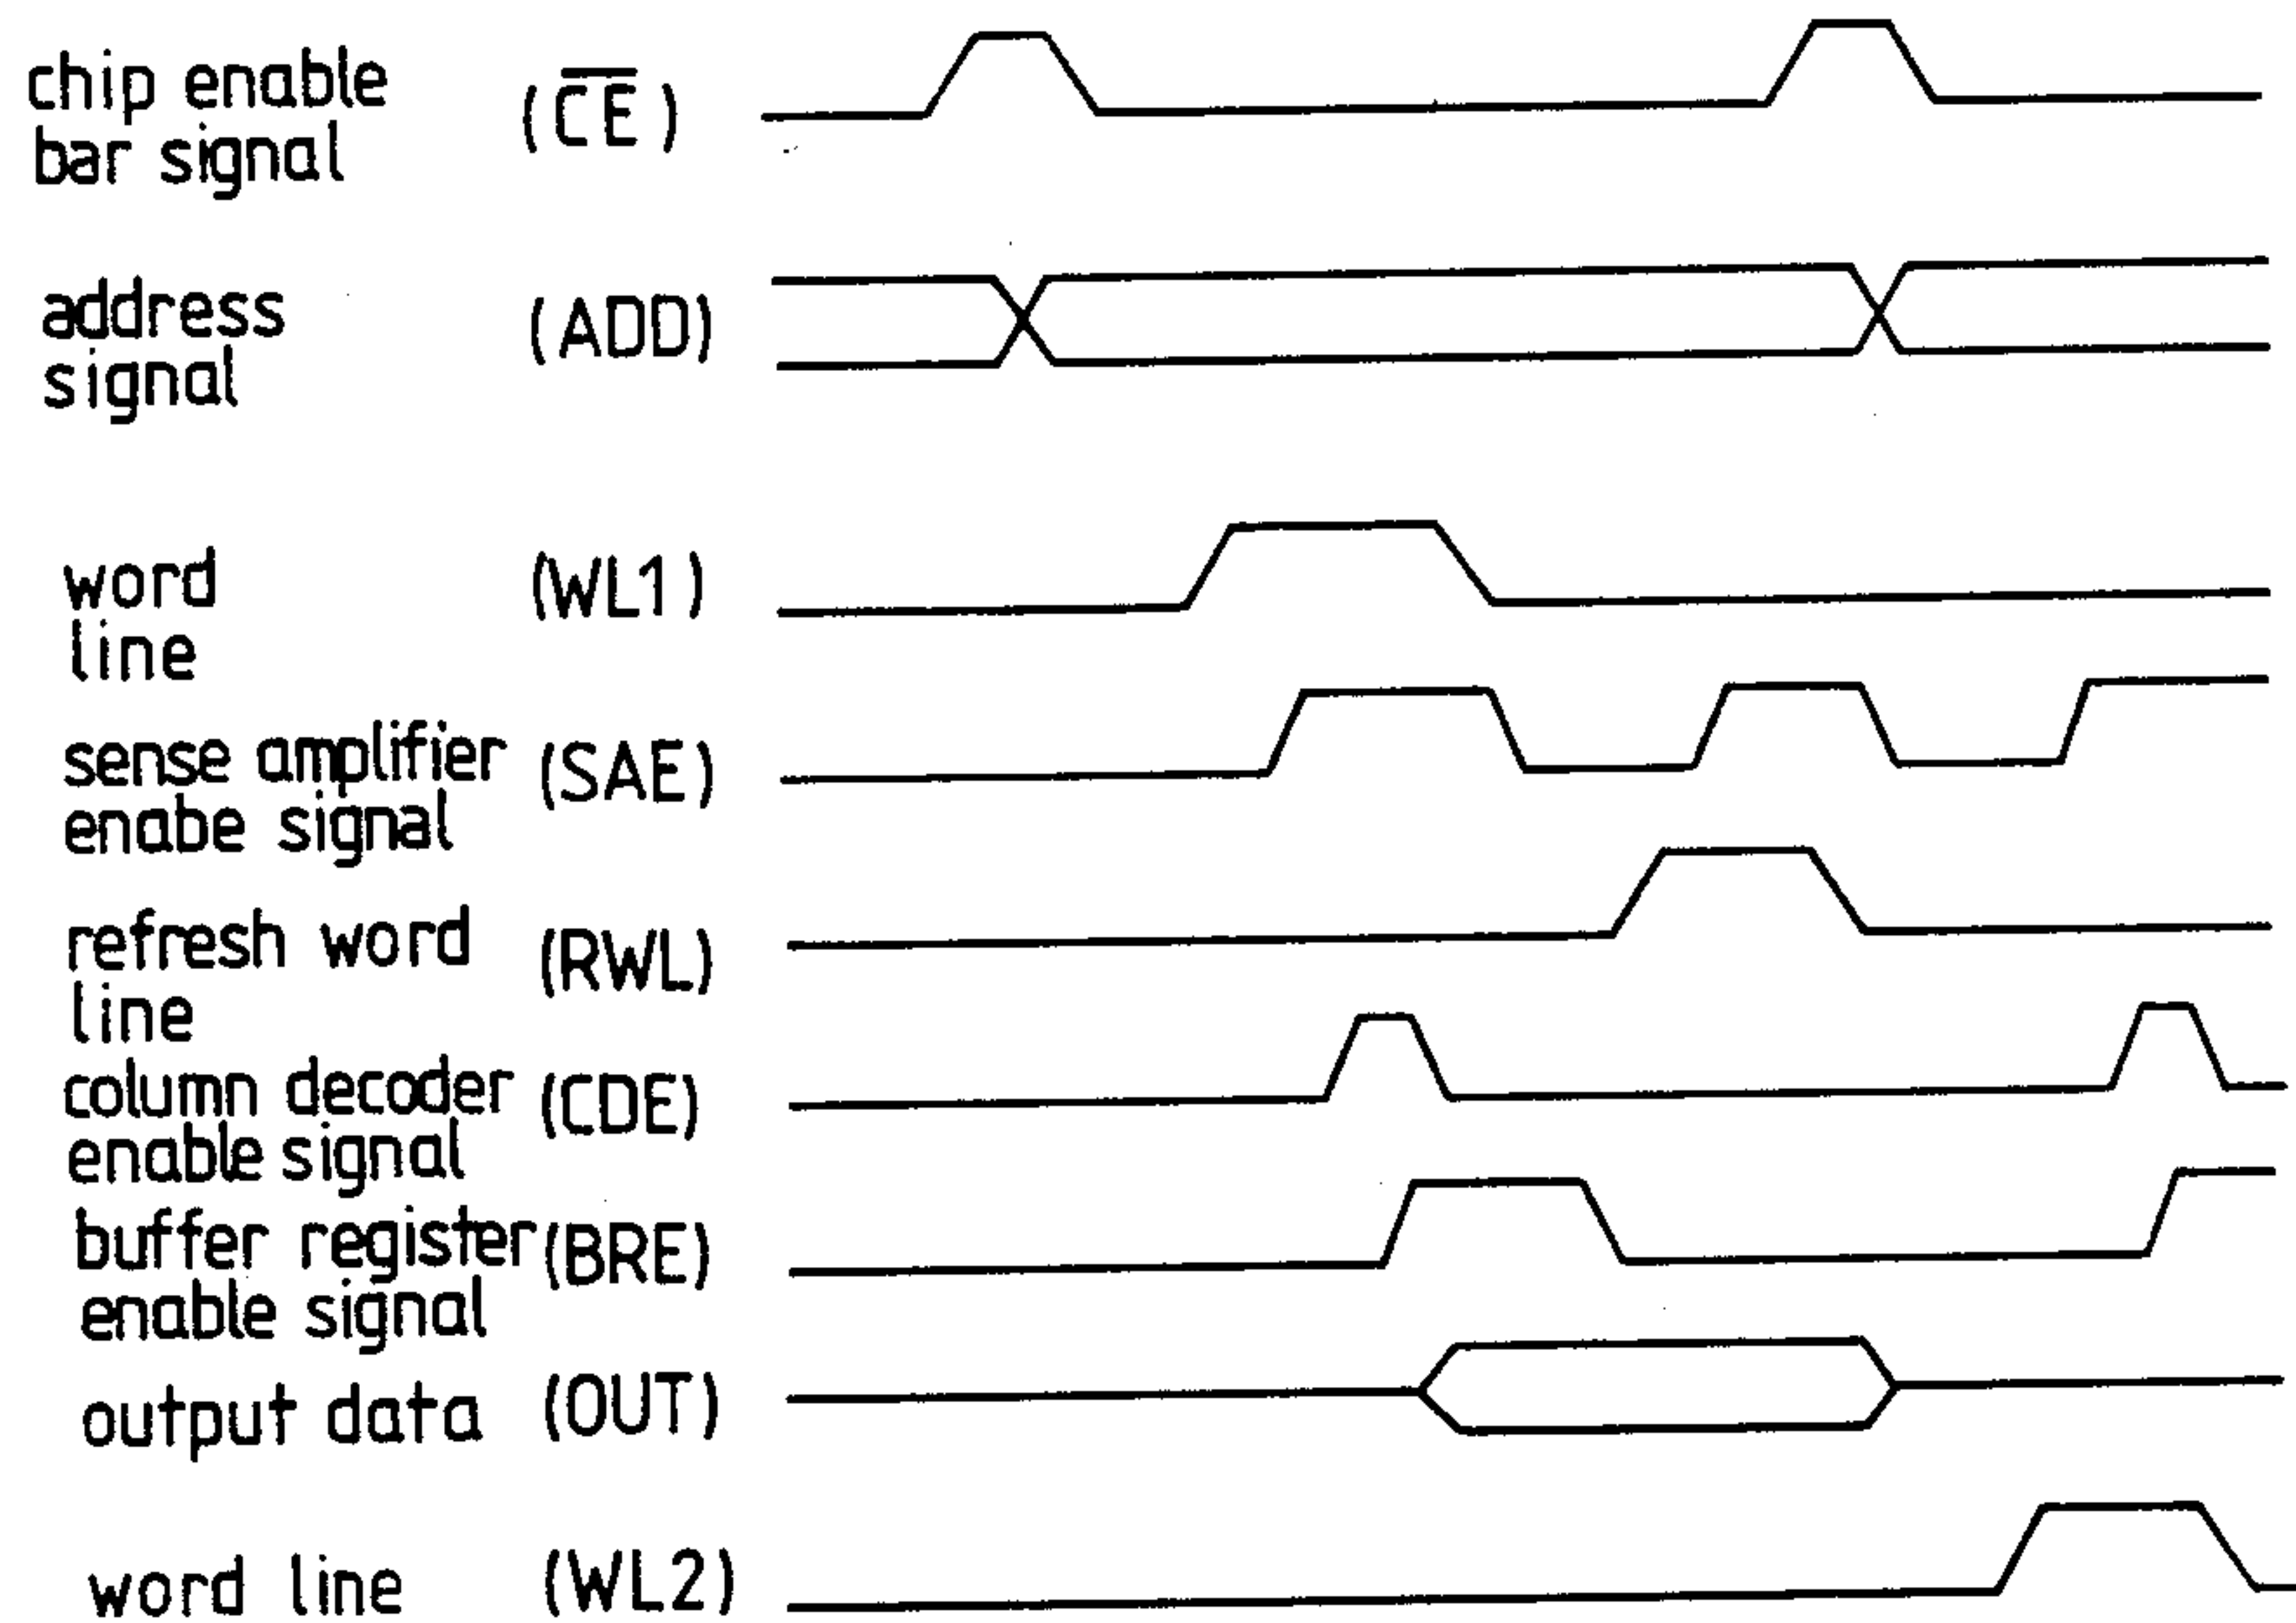 chip enable
bar signal (C̅E̅)
address
signal (ADD)
word
line (WL1)
sense amplifier (SAE)
enabe signal
refresh word (RWL)
line
column decoder (CDE)
enable signal
buffer register (BRE)
enable signal
output data (OUT)
word line (WL2)